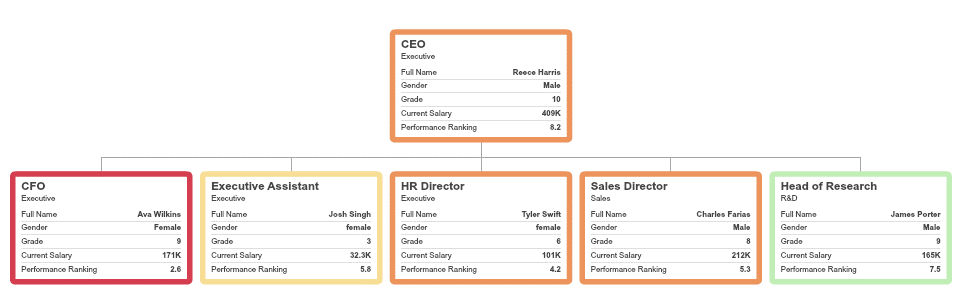 CEO
Executive
Full Name Reece Harris
Gender Male
Grade 10
Current Salary 409K
Performance Ranking 8.2
CFO
Executive
Full Name Ava Wilkins
Gender Female
Grade 9
Current Salary 171K
Performance Ranking 2.6
Executive Assistant
Executive
Full Name Josh Singh
Gender female
Grade 3
Current Salary 32.3K
Performance Ranking 5.8
HR Director
Executive
Full Name Tyler Swift
Gender female
Grade 6
Current Salary 101K
Performance Ranking 4.2
Sales Director
Sales
Full Name Charles Farias
Gender Male
Grade 8
Current Salary 212K
Performance Ranking 5.3
Head of Research
R&D
Full Name James Porter
Gender Male
Grade 9
Current Salary 165K
Performance Ranking 7.5